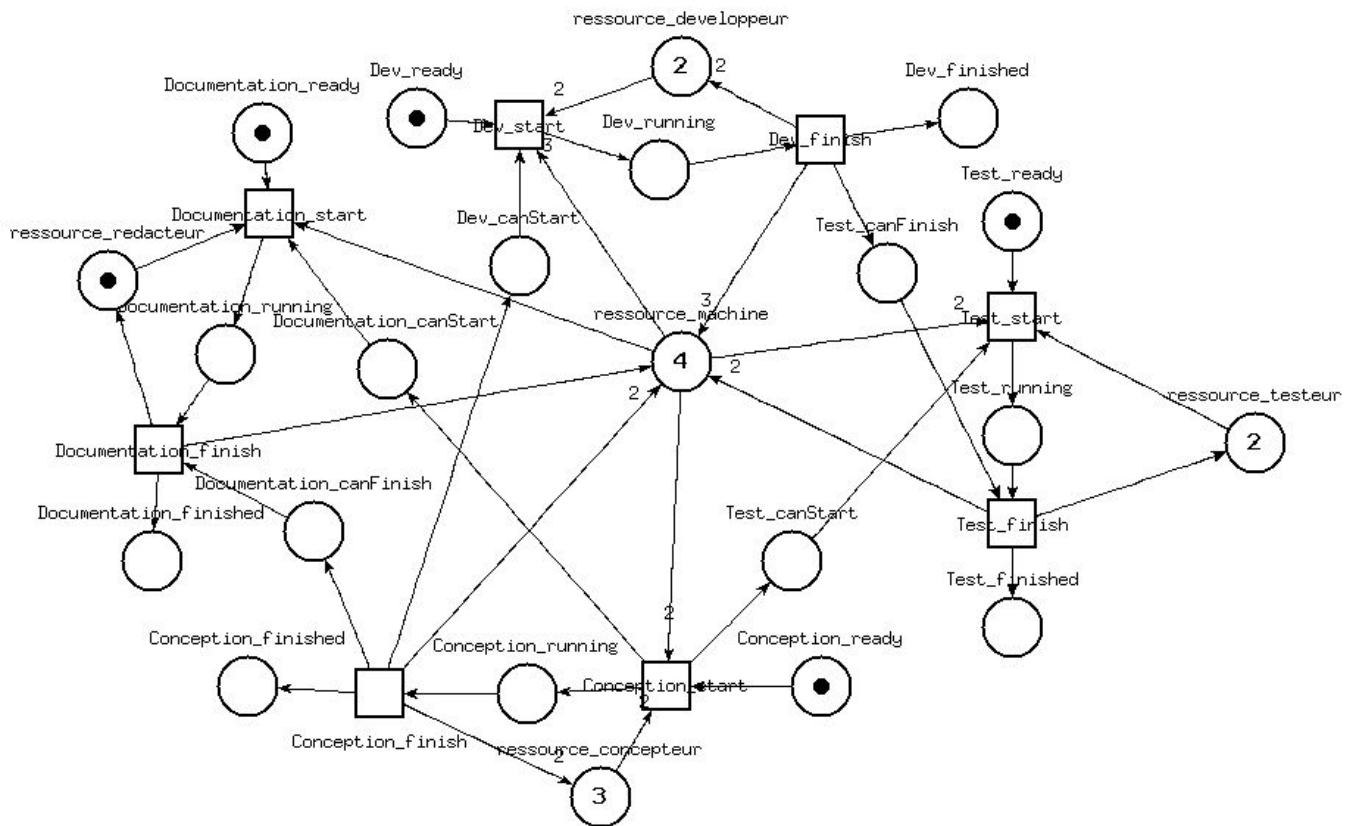 ressource_developpeur
Dev_ready
Dev_finished
2
2
2
Documentation_ready
Dev_start
3
Dev_running
Dev_finish
Test_ready
Documentation_start
Dev_canStart
Test_canFinish
ressource_redacteur
Documentation_running
Documentation_canStart
3
ressource_machine
2
Test_start
4
2
2
Test_running
ressource_testeur
2
Documentation_finish
Documentation_canFinish
Documentation_finished
Test_canStart
Test_finish
Test_finished
2
Conception_finished
Conception_running
Conception_ready
Conception_start
2
Conception_finish
ressource_concepteur
2
3